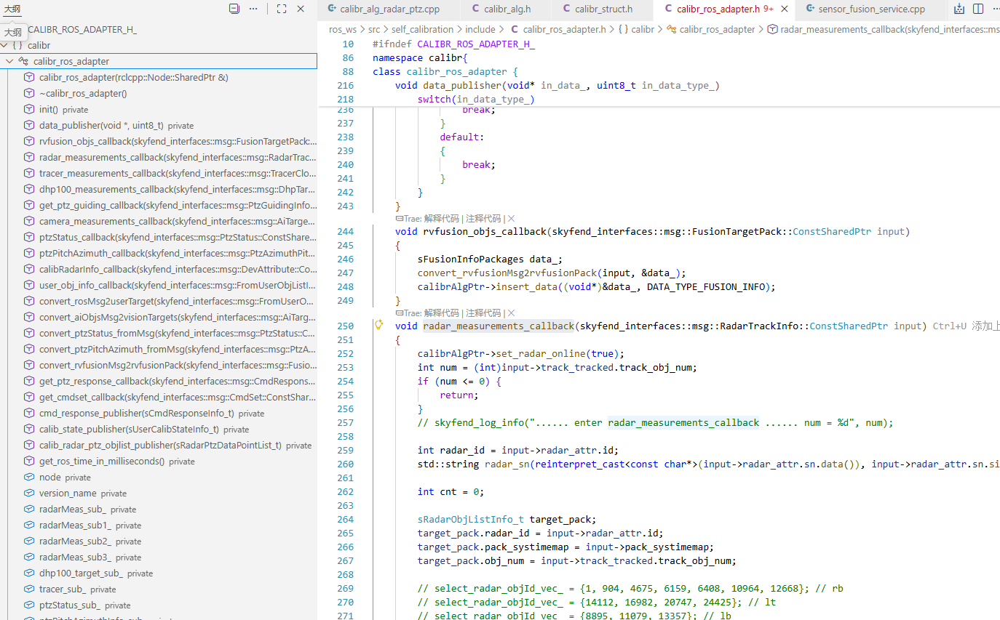 大纲
大纲
CALIBR_ROS_ADAPTER_H_
{ } calibr
calibr_ros_adapter
calibr_ros_adapter(rclcpp::Node::SharedPtr &)
~calibr_ros_adapter()
init() private
data_publisher(void *, uint8_t) private
rvfusion_objs_callback(skyfend_interfaces::msg::FusionTargetPack:...
radar_measurements_callback(skyfend_interfaces::msg::RadarTrac...
tracer_measurements_callback(skyfend_interfaces::msg::TracerClo...
dhp100_measurements_callback(skyfend_interfaces::msg::DhpTar...
get_ptz_guiding_callback(skyfend_interfaces::msg::PtzGuidingInfo...
camera_measurements_callback(skyfend_interfaces::msg::AiTarge...
ptzStatus_callback(skyfend_interfaces::msg::PtzStatus::ConstShare...
ptzPitchAzimuth_callback(skyfend_interfaces::msg::PtzAzimuthPit...
calibRadarInfo_callback(skyfend_interfaces::msg::DevAttribute::Co...
user_obj_info_callback(skyfend_interfaces::msg::FromUserObjListI...
convert_rosMsg2userTarget(skyfend_interfaces::msg::FromUserO...
convert_aiObjsMsg2visionTargets(skyfend_interfaces::msg::AiTarg...
convert_ptzStatus_fromMsg(skyfend_interfaces::msg::PtzStatus::C...
convert_ptzPitchAzimuth_fromMsg(skyfend_interfaces::msg::PtzA...
convert_rvfusionMsg2rvfusionPack(skyfend_interfaces::msg::Fusio...
get_ptz_response_callback(skyfend_interfaces::msg::CmdRespons...
get_cmdset_callback(skyfend_interfaces::msg::CmdSet::ConstShar...
cmd_response_publisher(sCmdResponseInfo_t) private
calib_state_publisher(sUserCalibStateInfo_t) private
calib_radar_ptz_objlist_publisher(sRadarPtzDataPointList_t) private
get_ros_time_in_milliseconds() private
node private
version_name private
radarMeas_sub_ private
radarMeas_sub1_ private
radarMeas_sub2_ private
radarMeas_sub3_ private
dhp100_target_sub_ private
tracer_sub_ private
ptzStatus_sub_ private
calibr_alg_radar_ptz.cpp
C calibr_alg.h
C calibr_struct.h
C calibr_ros_adapter.h 9+
sensor_fusion_service.cpp
ros_ws > src > self_calibration > include > C calibr_ros_adapter.h > { } calibr > calibr_ros_adapter > radar_measurements_callback(skyfend_interfaces::ms
10 #ifndef CALIBR_ROS_ADAPTER_H_
86 namespace calibr{
88 class calibr_ros_adapter {
216 void data_publisher(void* in_data_, uint8_t in_data_type_)
218 switch(in_data_type_)
236 break;
237 }
238 default:
239 {
240 break;
241 }
242 }
243 }
Trae: 解释代码 | 注释代码 | ×
244 void rvfusion_objs_callback(skyfend_interfaces::msg::FusionTargetPack::ConstSharedPtr input)
245 {
246 sFusionInfoPackages data_;
247 convert_rvfusionMsg2rvfusionPack(input, &data_);
248 calibrAlgPtr->insert_data((void*)&data_, DATA_TYPE_FUSION_INFO);
249 }
Trae: 解释代码 | 注释代码 | ×
250 void radar_measurements_callback(skyfend_interfaces::msg::RadarTrackInfo::ConstSharedPtr input) Ctrl+U 添加上
251 {
252 calibrAlgPtr->set_radar_online(true);
253 int num = (int)input->track_tracked.track_obj_num;
254 if (num <= 0) {
255 return;
256 }
257 // skyfend_log_info("...... enter radar_measurements_callback ...... num = %d", num);
258
259 int radar_id = input->radar_attr.id;
260 std::string radar_sn(reinterpret_cast<const char*>(input->radar_attr.sn.data()), input->radar_attr.sn.si
261
262 int cnt = 0;
263
264 sRadarObjListInfo_t target_pack;
265 target_pack.radar_id = input->radar_attr.id;
266 target_pack.pack_systimemap = input->pack_systimemap;
267 target_pack.obj_num = input->track_tracked.track_obj_num;
268
269 // select_radar_objId_vec_ = {1, 904, 4675, 6159, 6408, 10964, 12668}; // rb
270 // select_radar_objId_vec_ = {14112, 16982, 20747, 24425}; // lt
271 // select_radar_objId_vec_ = {8895, 11079, 13357}; // lb